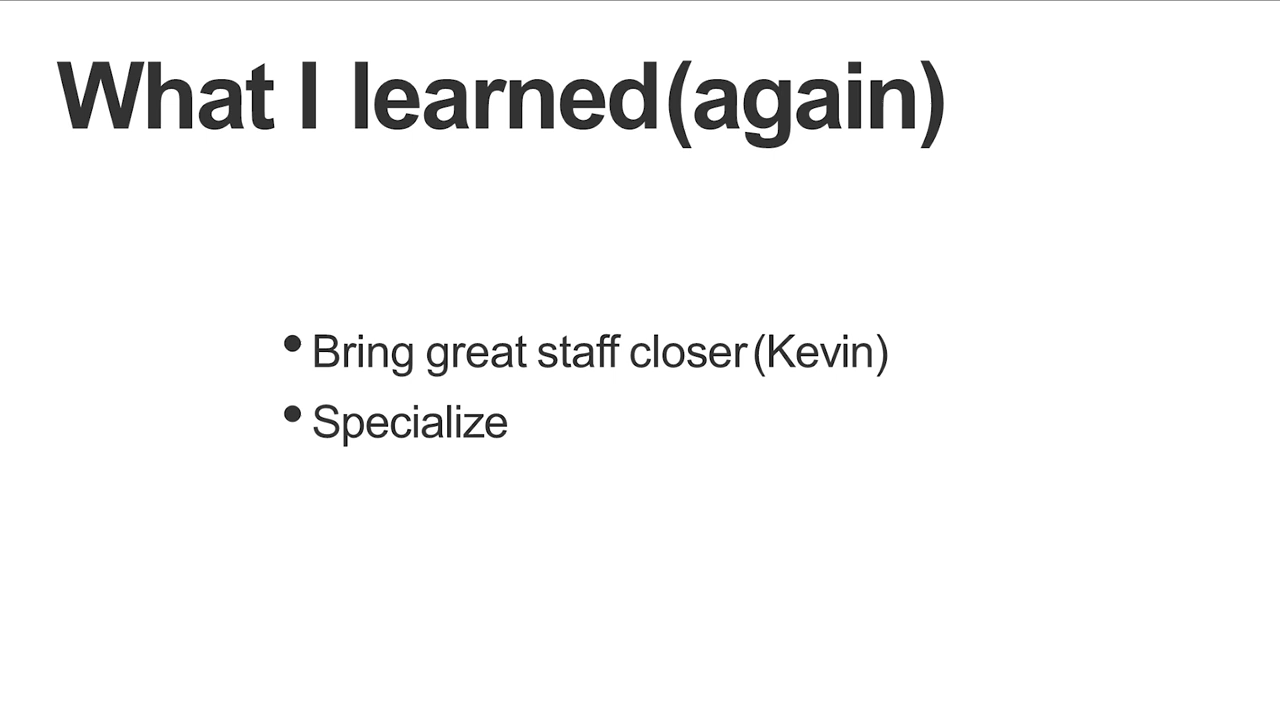 What I learned(again)
• Bring great staff closer (Kevin)
• Specialize